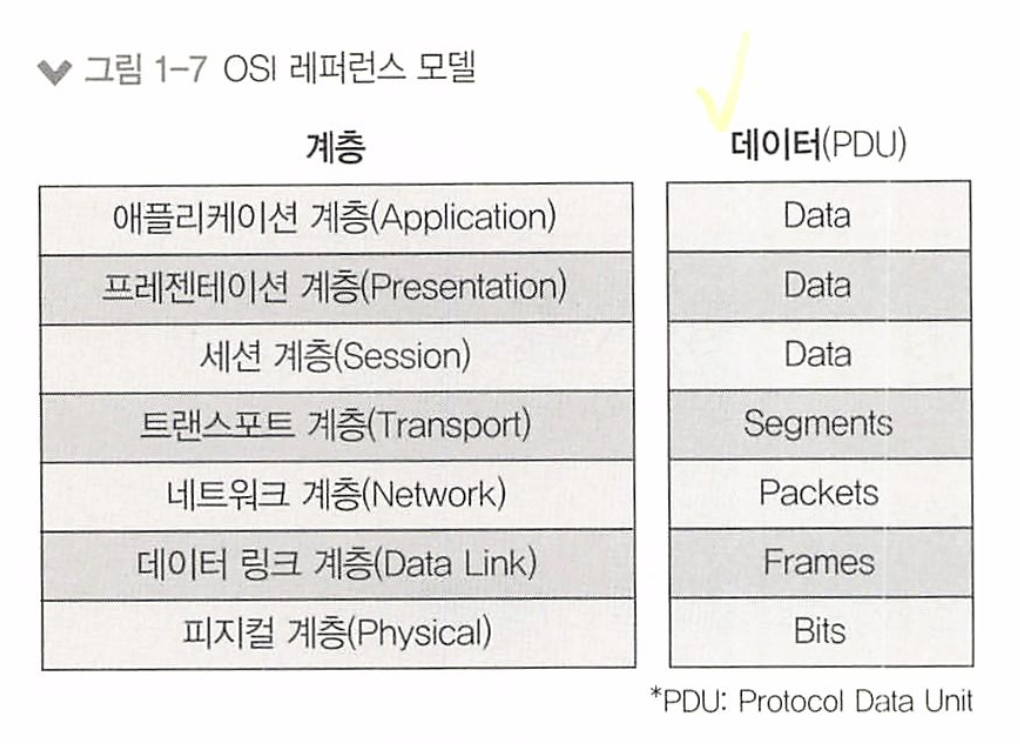 그림 1-7 OSI 레퍼런스 모델
계층 데이터(PDU)
애플리케이션 계층(Application) Data
프레젠테이션 계층(Presentation) Data
세션 계층(Session) Data
트랜스포트 계층(Transport) Segments
네트워크 계층(Network) Packets
데이터 링크 계층(Data Link) Frames
피지컬 계층(Physical) Bits
*PDU: Protocol Data Unit